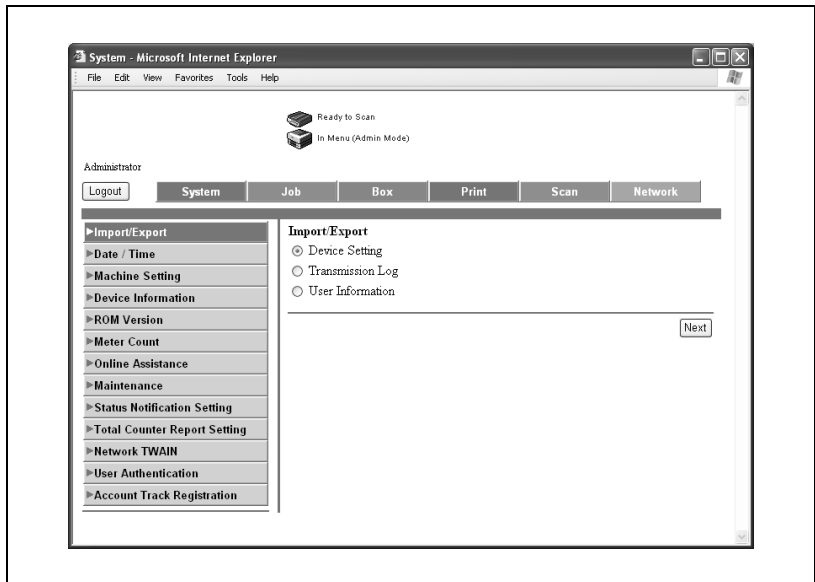 System - Microsoft Internet Explorer
File Edit View Favorites Tools Help
Ready to Scan
In Menu (Admin Mode)
Administrator
Logout System Job Box Print Scan Network
Import/Export
Date / Time
Machine Setting
Device Information
ROM Version
Meter Count
Online Assistance
Maintenance
Status Notification Setting
Total Counter Report Setting
Network TWAIN
User Authentication
Account Track Registration
Import/Export
Device Setting
Transmission Log
User Information
Next